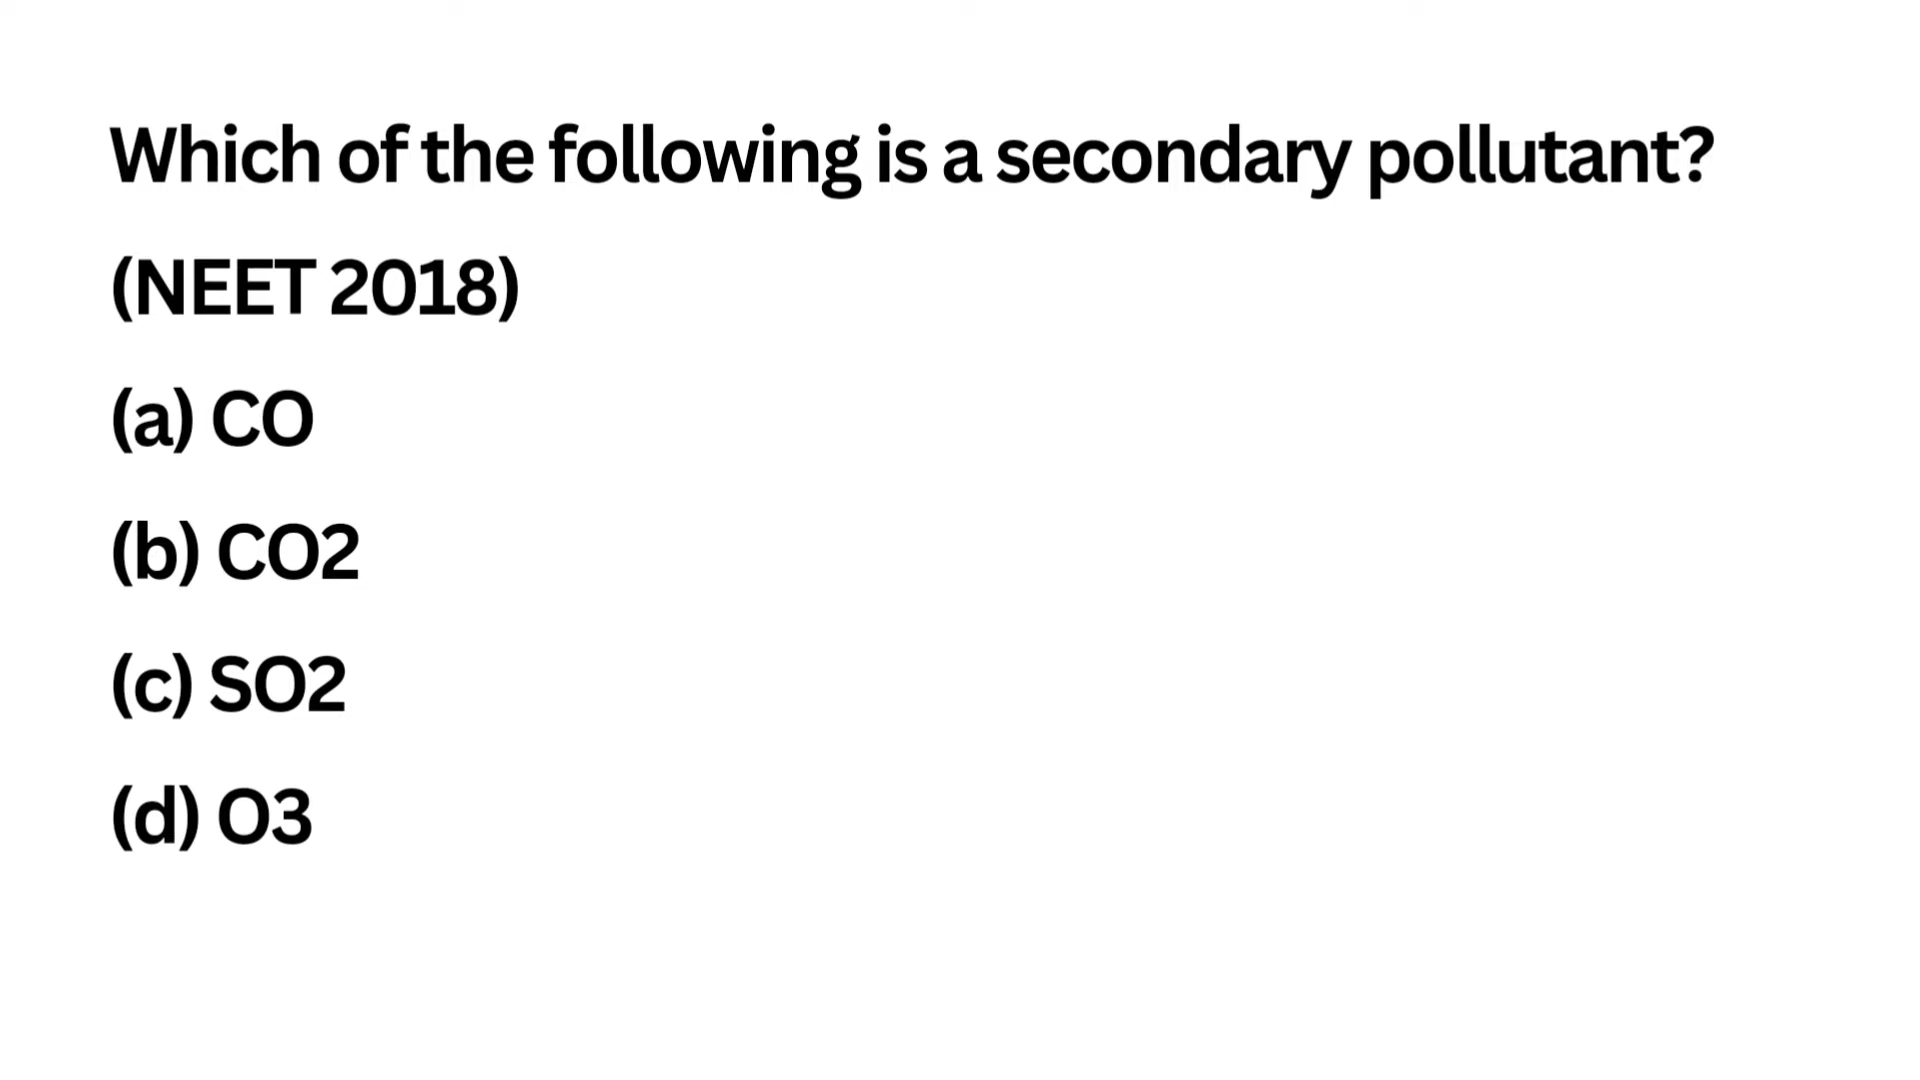 Which of the following is a secondary pollutant?
(NEET 2018)
(a) CO
(b) CO2
(c) SO2
(d) O3